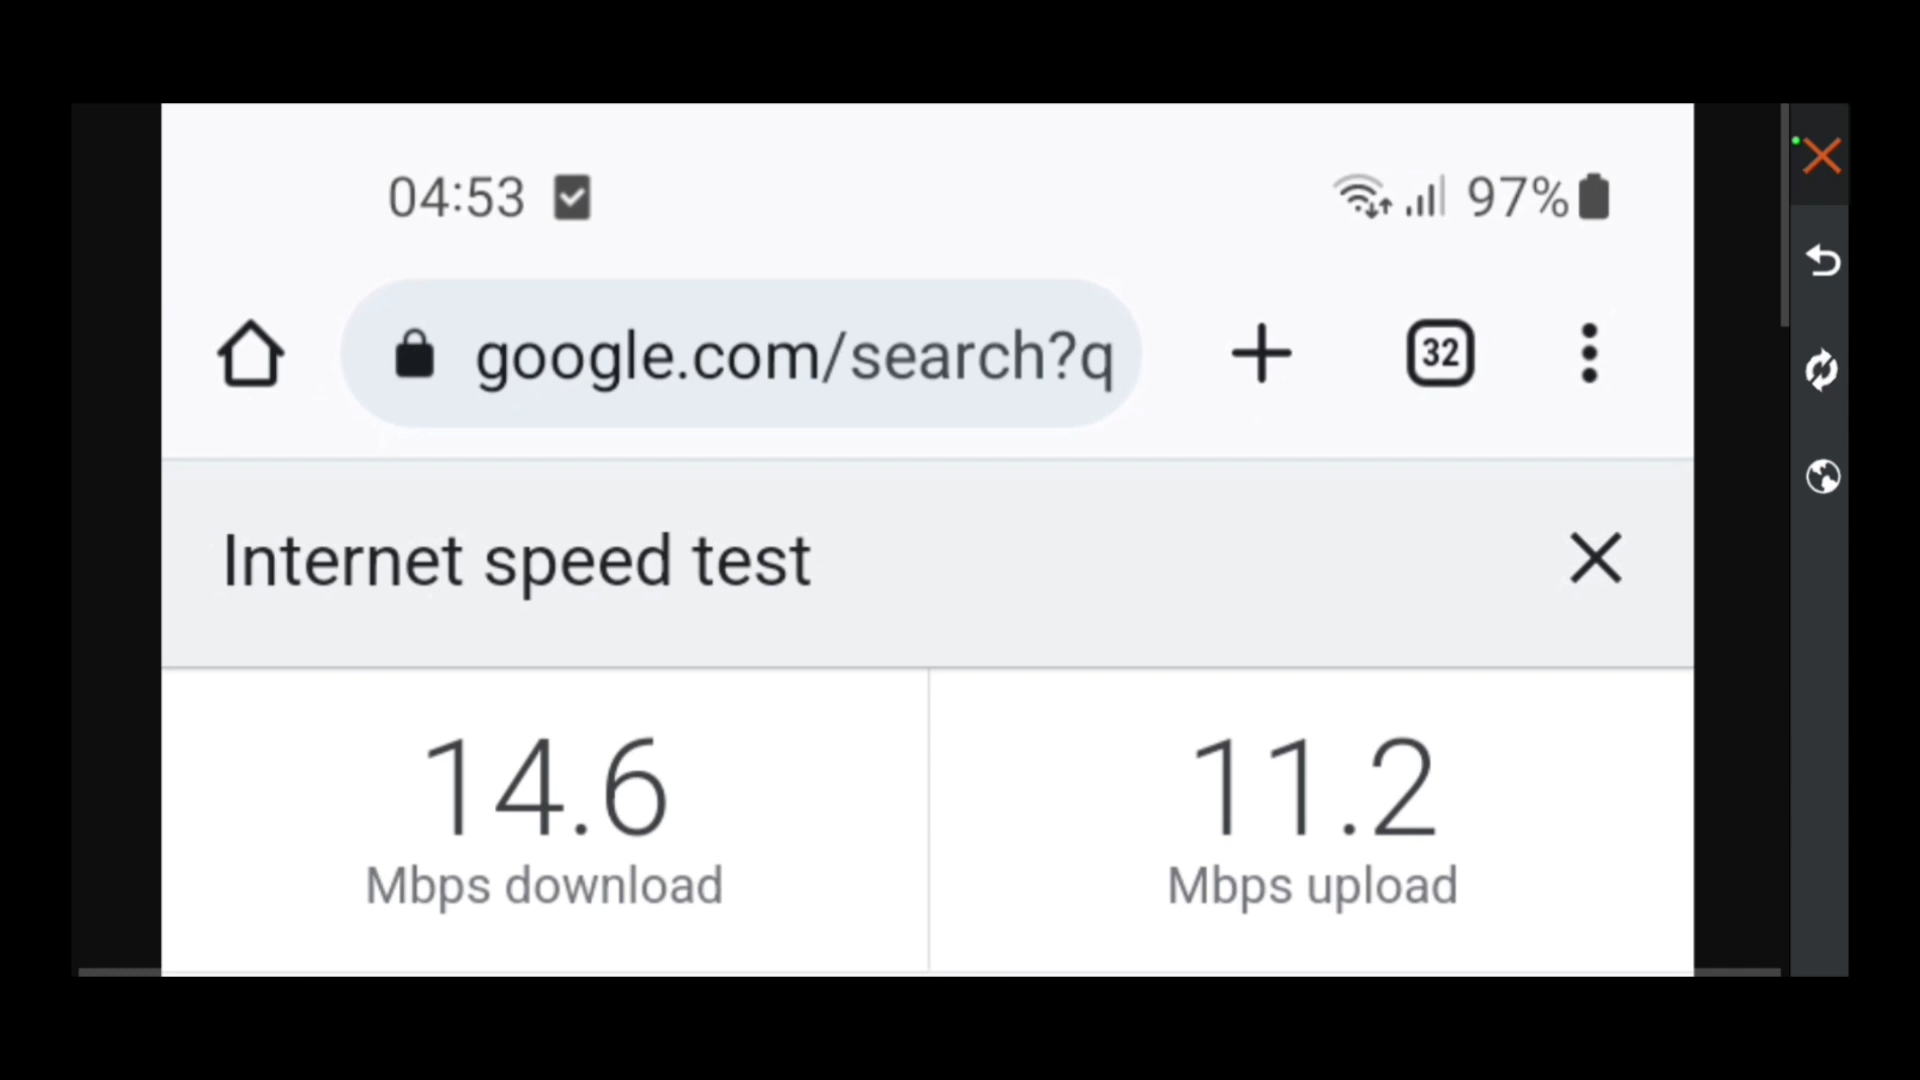 04:53 97%
google.com/search?q 32
Internet speed test
14.6 11.2
Mbps download Mbps upload